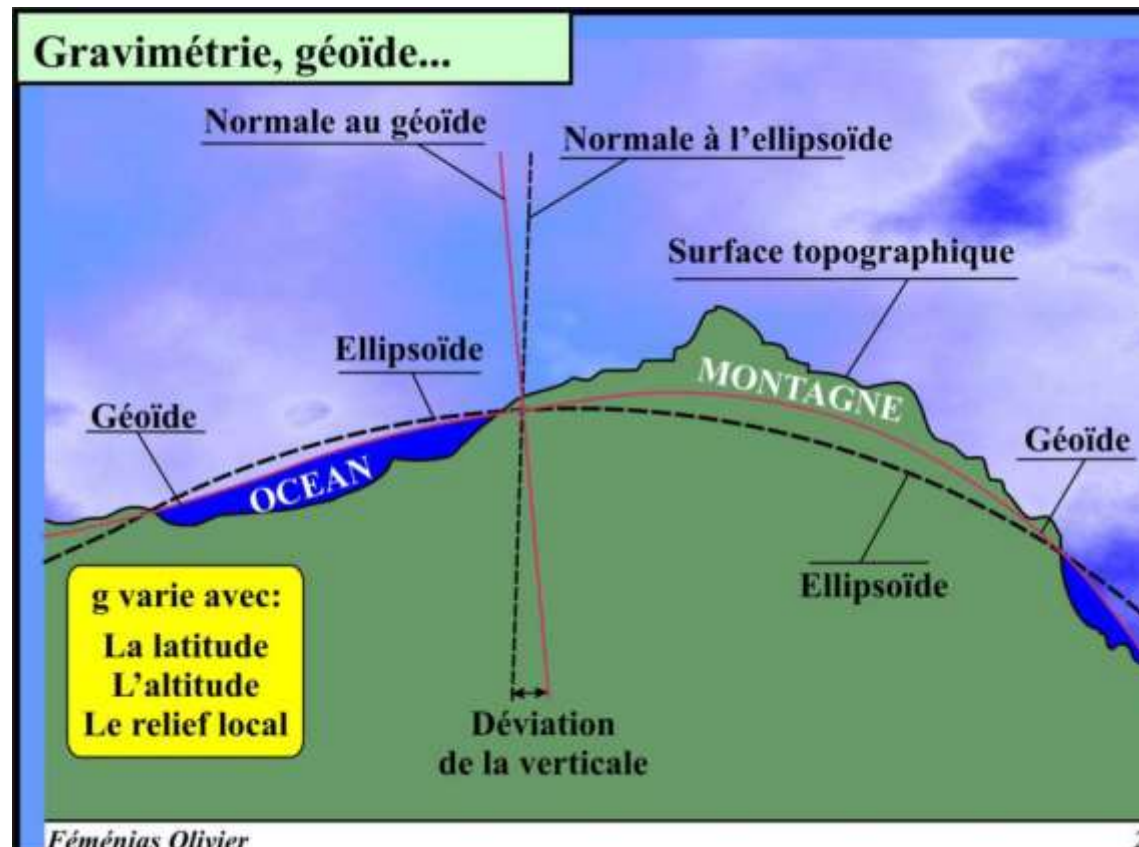 Gravimétrie, géoïde...
Normale au géoïde
Normale à l'ellipsoïde
Surface topographique
Ellipsoïde
MONTAGNE
Géoïde
Géoïde
OCEAN
Ellipsoïde
g varie avec:
La latitude
L'altitude
Le relief local
Déviation
de la verticale
Féménias Olivier